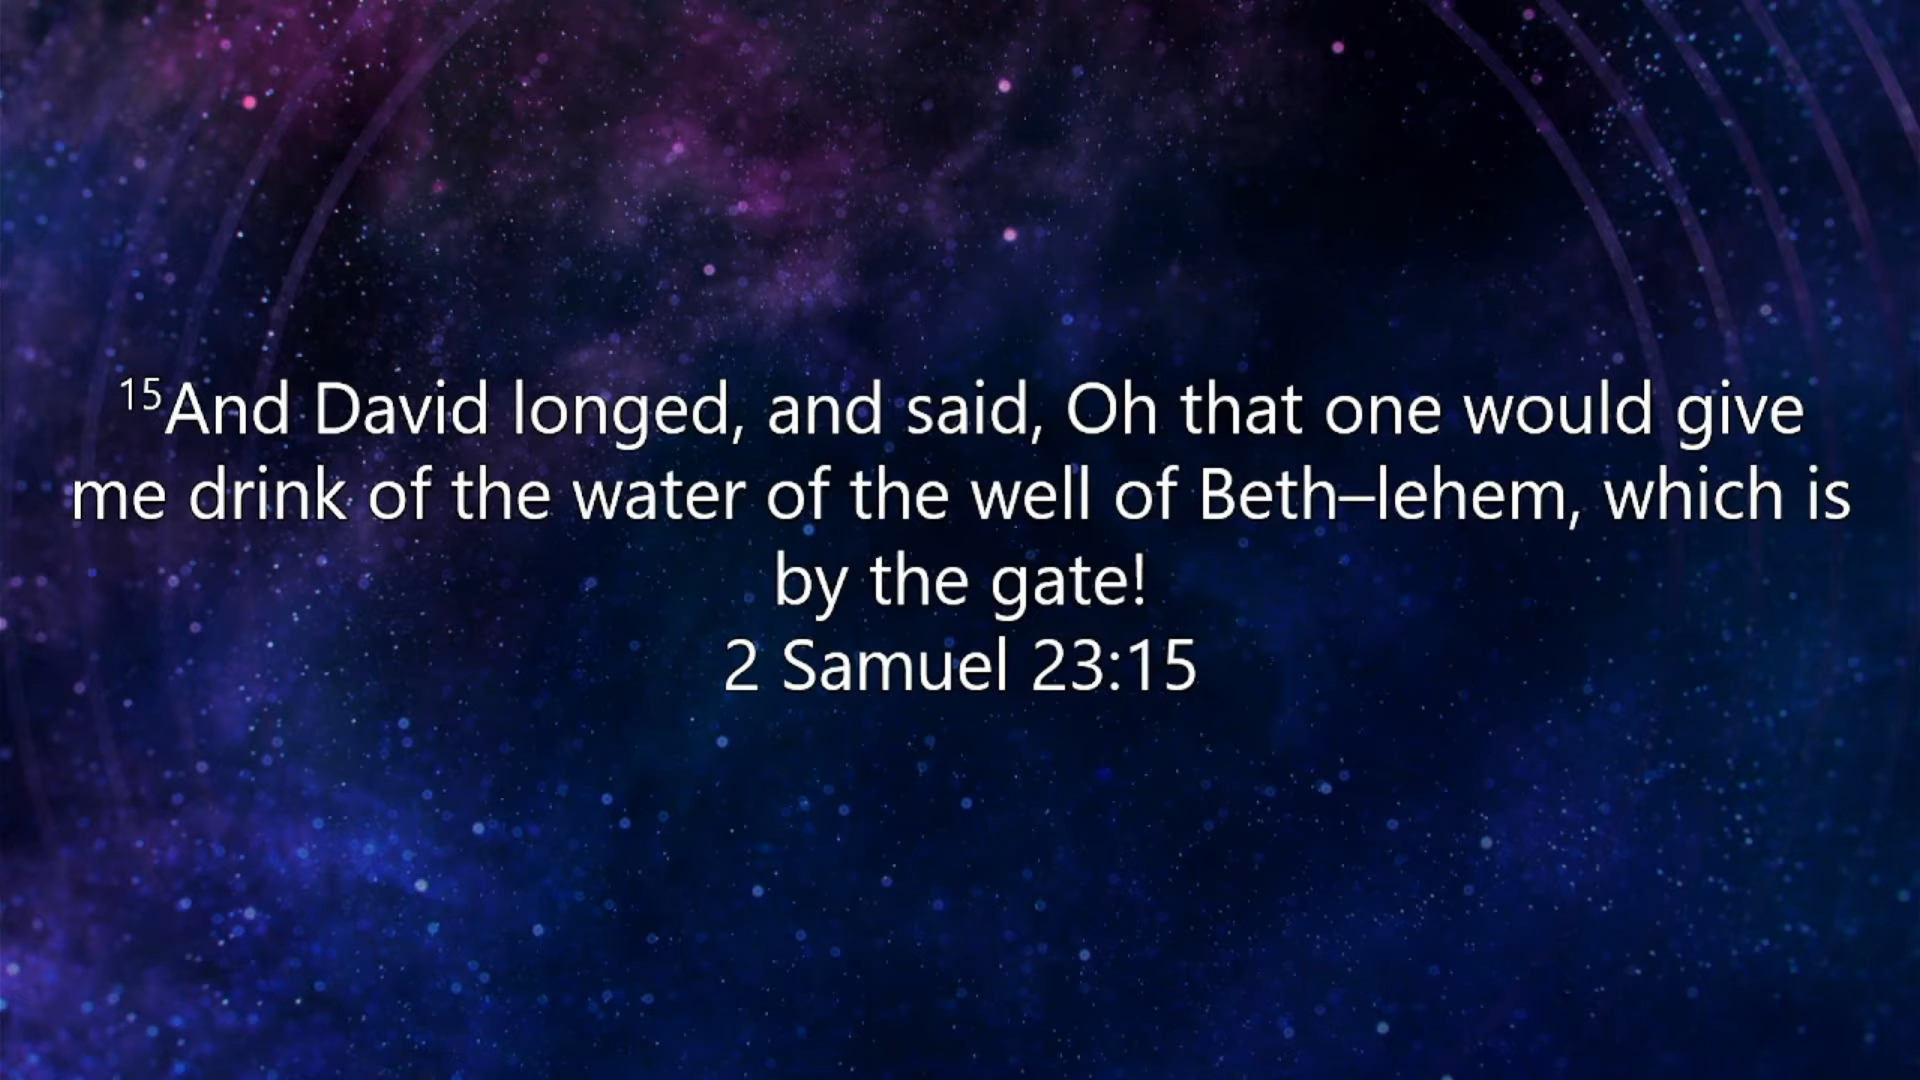 ¹⁵And David longed, and said, Oh that one would give
me drink of the water of the well of Beth–lehem, which is
by the gate!
2 Samuel 23:15